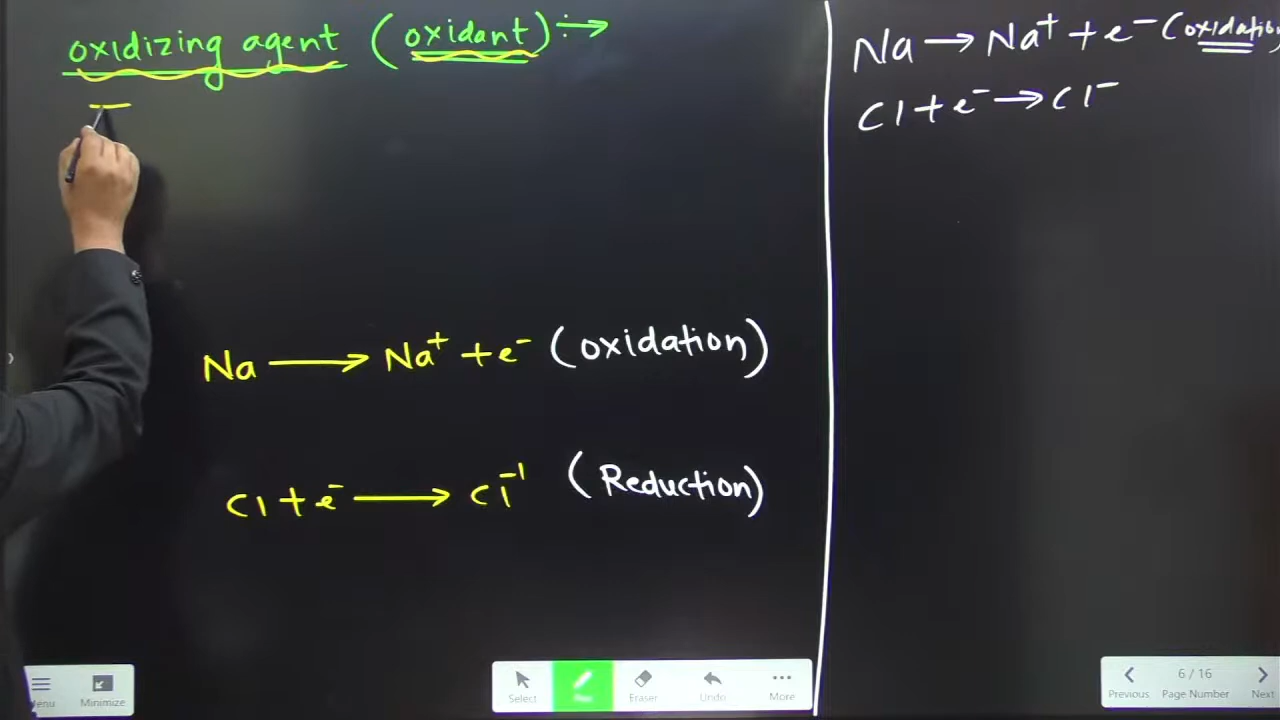 oxidizing agent (oxidant):→
Na → Na⁺ + e⁻ (oxidation)
Cl + e⁻ → Cl⁻¹ (Reduction)
Na → Na⁺ + e⁻ (oxidation
Cl + e⁻ → Cl⁻
Minimize
Select
Eraser
Undo
More
6 / 16
Previous Page Number Next